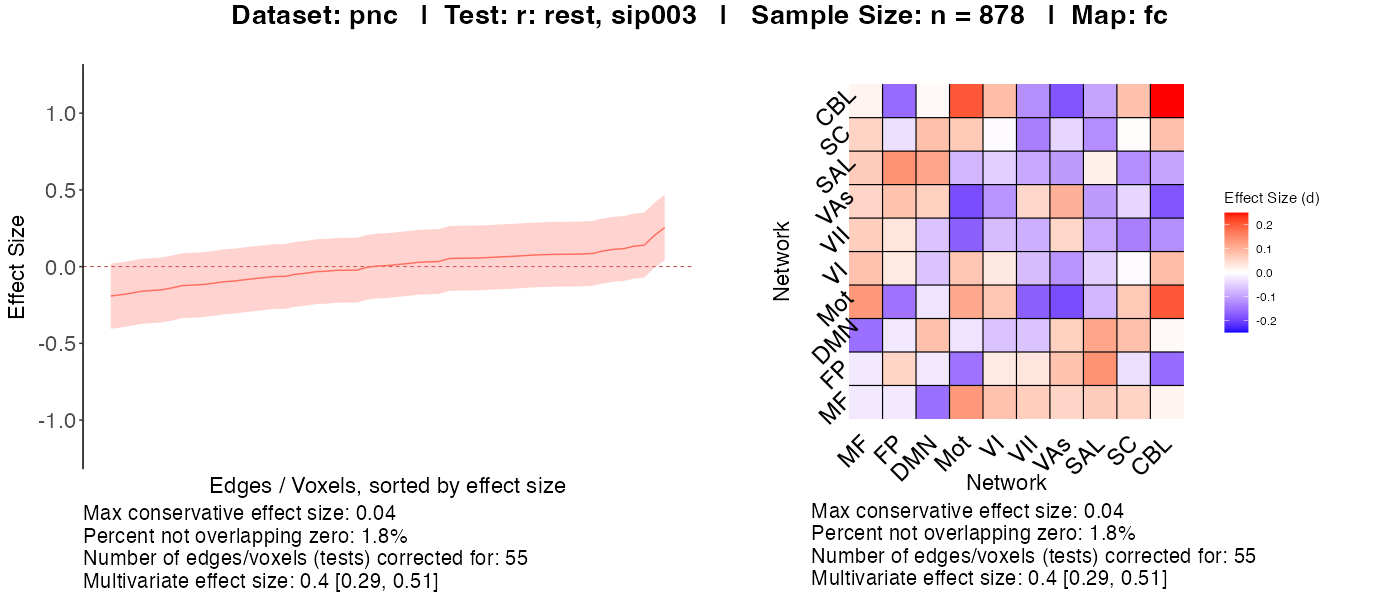 Dataset: pnc | Test: r: rest, sip003 | Sample Size: n = 878 | Map: fc
Effect Size
1.0
0.5
0.0
-0.5
-1.0
Edges / Voxels, sorted by effect size
Max conservative effect size: 0.04
Percent not overlapping zero: 1.8%
Number of edges/voxels (tests) corrected for: 55
Multivariate effect size: 0.4 [0.29, 0.51]
Network
CBL
SC
SAL
VAs
VII
VI
Mot
DMN
FP
MF
MF
FP
DMN
Mot
VI
VII
VAs
SAL
SC
CBL
Network
Effect Size (d)
0.2
0.1
0.0
-0.1
-0.2
Max conservative effect size: 0.04
Percent not overlapping zero: 1.8%
Number of edges/voxels (tests) corrected for: 55
Multivariate effect size: 0.4 [0.29, 0.51]